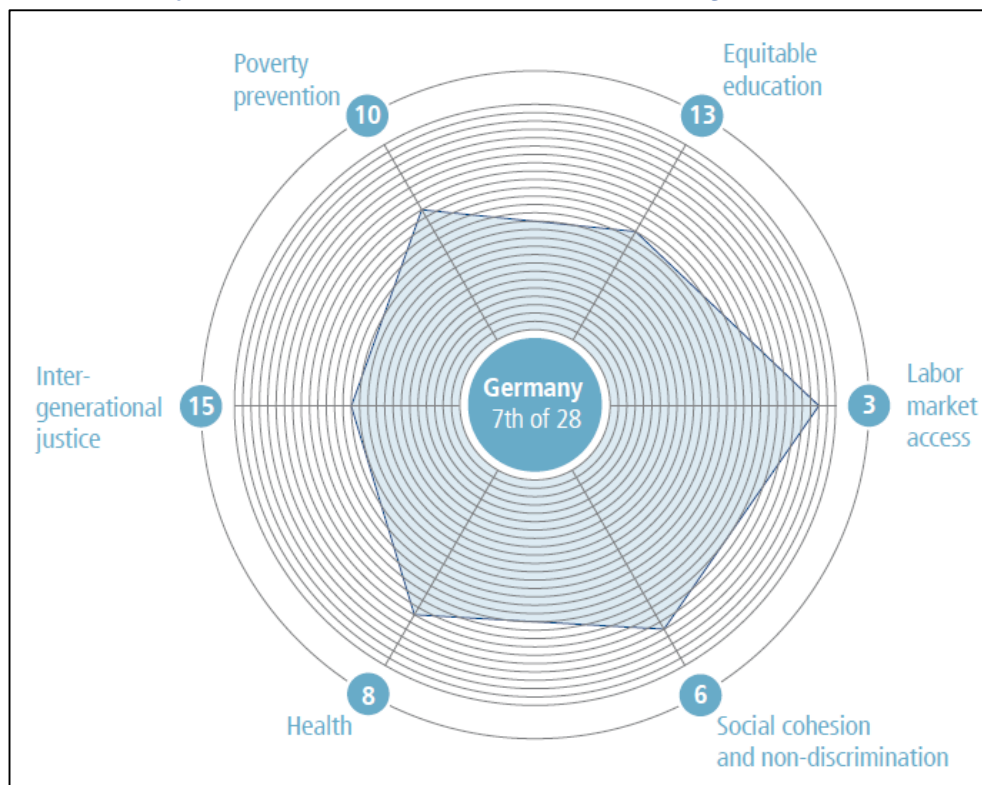 Poverty
prevention
10
Equitable
education
13
Inter-
generational
justice
15
Germany
7th of 28
3
Labor
market
access
Health
8
6
Social cohesion
and non-discrimination